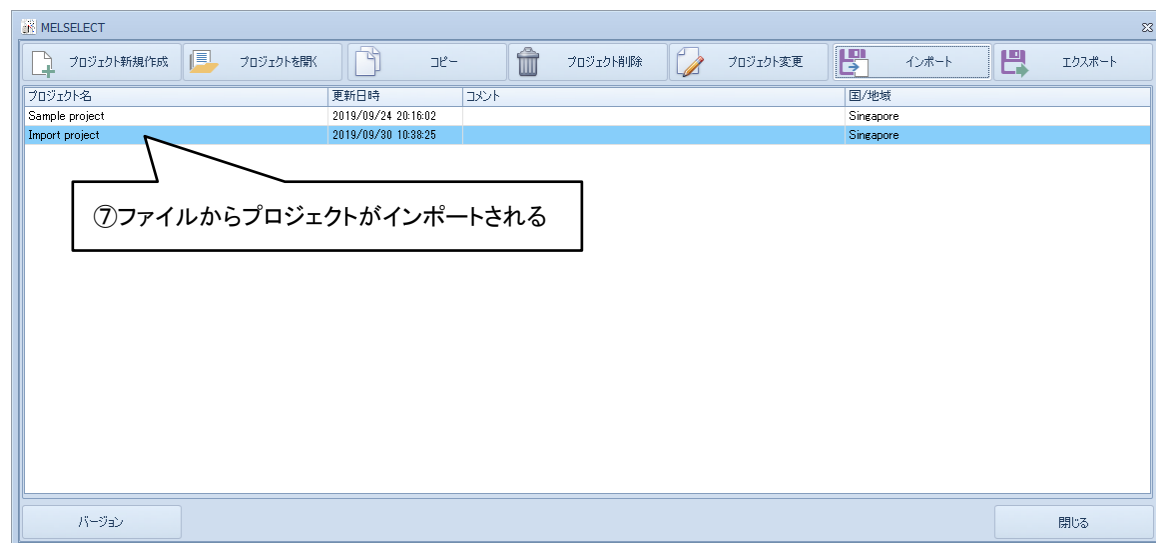 MELSELECT
プロジェクト新規作成 プロジェクトを開く コピー プロジェクト削除 プロジェクト変更 インポート エクスポート
プロジェクト名 更新日時 コメント 国/地域
Sample project 2019/09/24 20:16:02 Singapore
Import project 2019/09/30 10:38:25 Singapore
⑦ファイルからプロジェクトがインポートされる
バージョン 閉じる